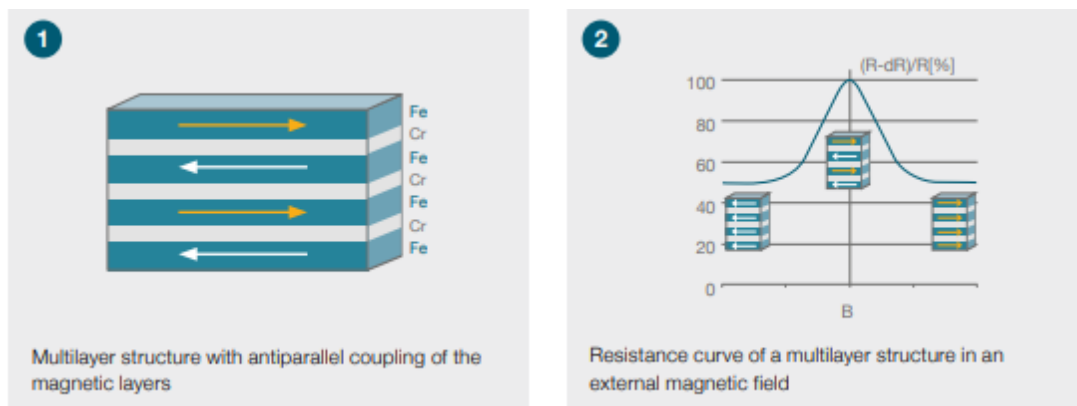 1
Fe
Cr
Fe
Cr
Fe
Cr
Fe
Multilayer structure with antiparallel coupling of the
magnetic layers
2
(R-dR)/R[%]
100
80
60
40
20
0
B
Resistance curve of a multilayer structure in an
external magnetic field